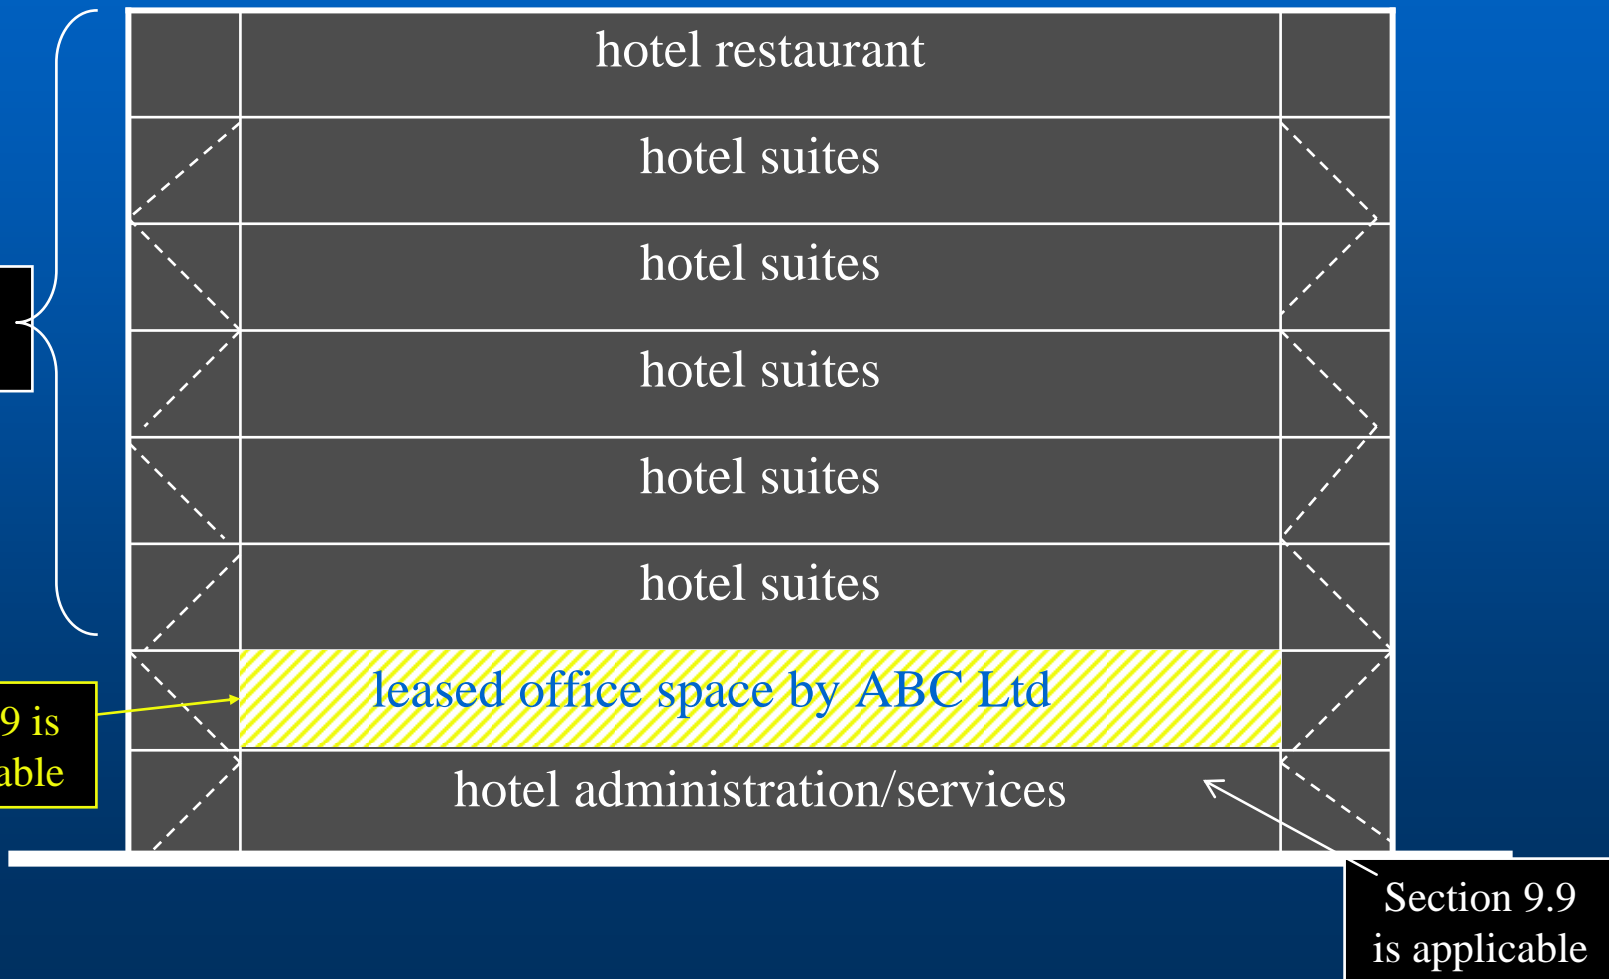 hotel restaurant
hotel suites
hotel suites
hotel suites
hotel suites
hotel suites
leased office space by ABC Ltd
9 is
able
hotel administration/services
Section 9.9
is applicable